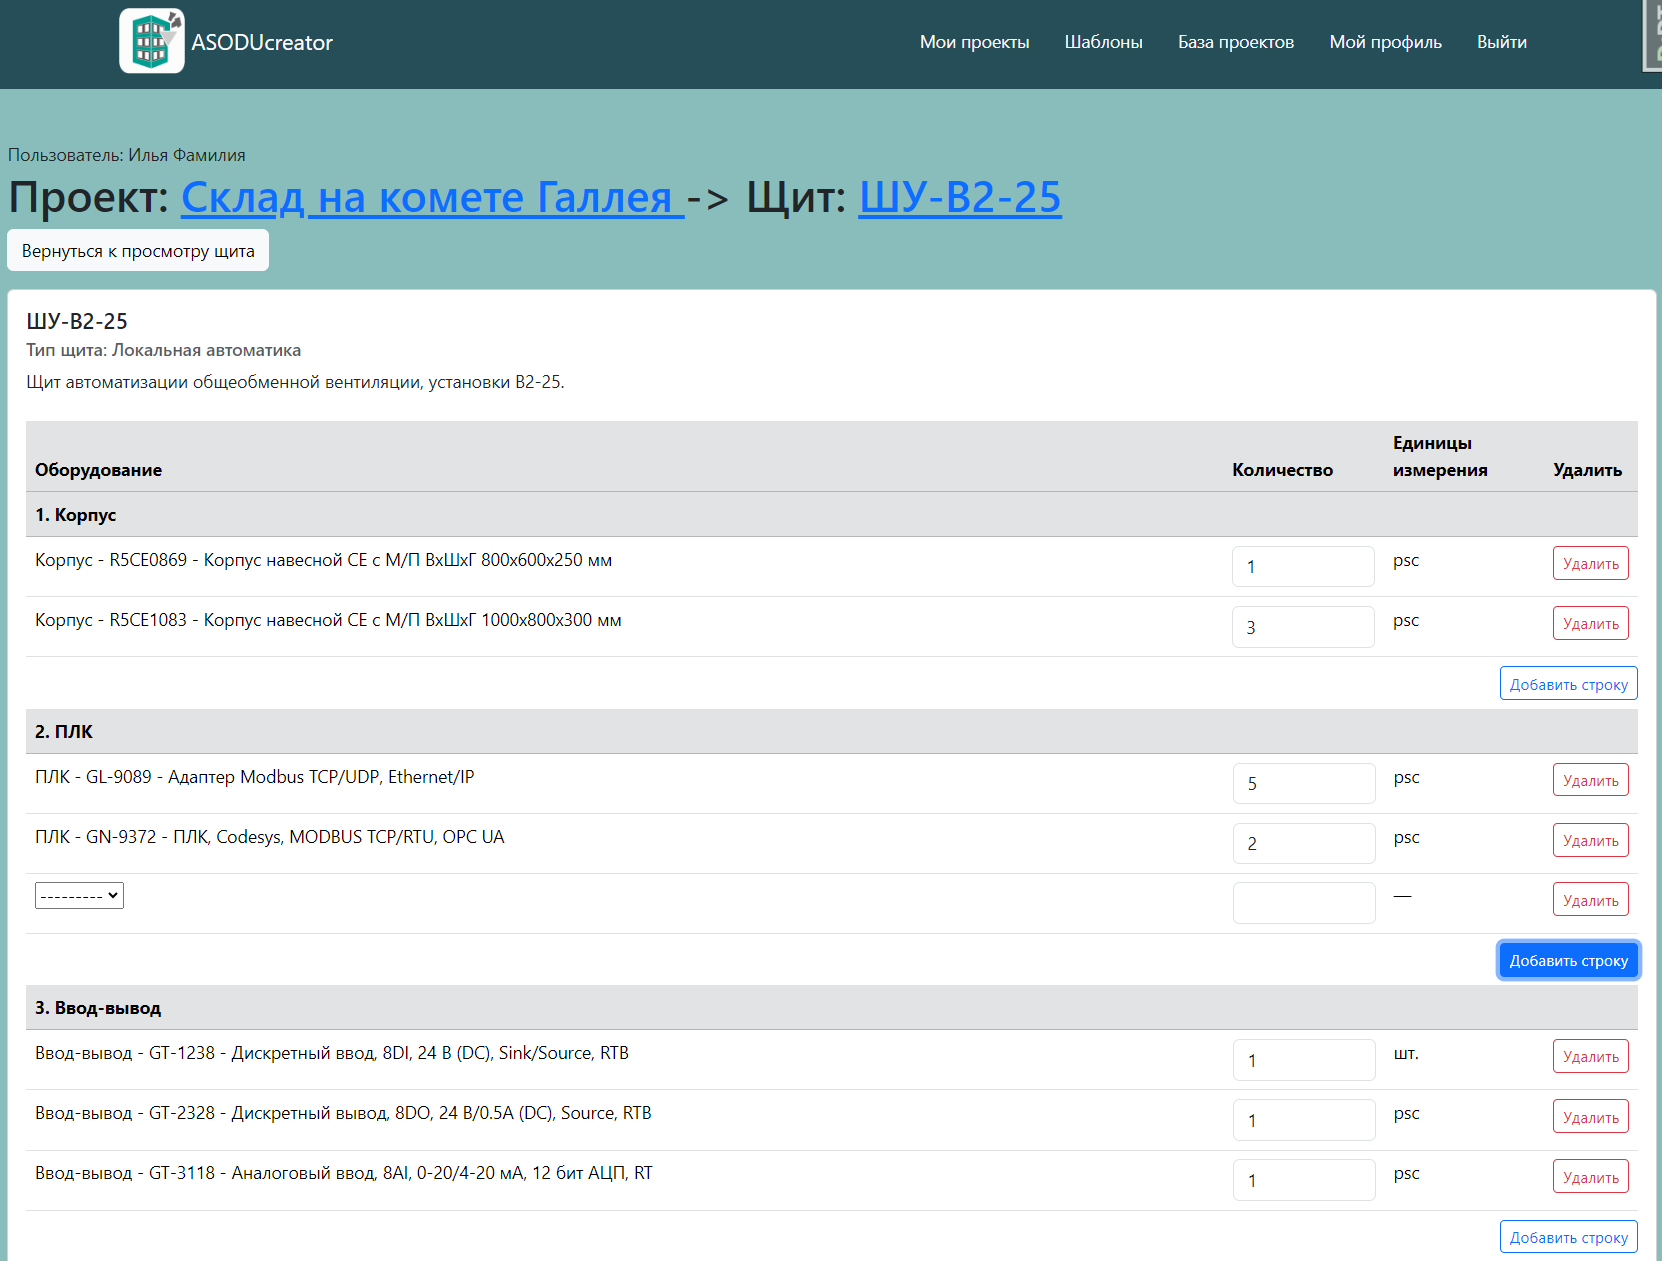 ASODUcreator
Мои проекты Шаблоны База проектов Мой профиль Выйти
Пользователь: Илья Фамилия
Проект: Склад на комете Галлея -> Щит: ШУ-В2-25
Вернуться к просмотру щита
ШУ-В2-25
Тип щита: Локальная автоматика
Щит автоматизации общеобменной вентиляции, установки В2-25.
Оборудование Количество Единицы измерения Удалить
1. Корпус
Корпус - R5CE0869 - Корпус навесной CE с М/П ВхШхГ 800х600х250 мм 1 psc Удалить
Корпус - R5CE1083 - Корпус навесной CE с М/П ВхШхГ 1000х800х300 мм 3 psc Удалить
Добавить строку
2. ПЛК
ПЛК - GL-9089 - Адаптер Modbus TCP/UDP, Ethernet/IP 5 psc Удалить
ПЛК - GN-9372 - ПЛК, Codesys, MODBUS TCP/RTU, OPC UA 2 psc Удалить
--------- — Удалить
Добавить строку
3. Ввод-вывод
Ввод-вывод - GT-1238 - Дискретный ввод, 8DI, 24 В (DC), Sink/Source, RTB 1 шт. Удалить
Ввод-вывод - GT-2328 - Дискретный вывод, 8DO, 24 В/0.5А (DC), Source, RTB 1 psc Удалить
Ввод-вывод - GT-3118 - Аналоговый ввод, 8AI, 0-20/4-20 мА, 12 бит АЦП, RT 1 psc Удалить
Добавить строку